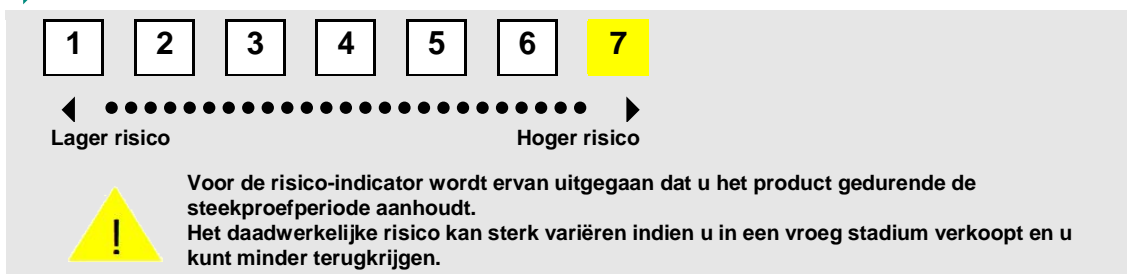 1 2 3 4 5 6 7
Lager risico Hoger risico
Voor de risico-indicator wordt ervan uitgegaan dat u het product gedurende de
steekproefperiode aanhoudt.
!
Het daadwerkelijke risico kan sterk variëren indien u in een vroeg stadium verkoopt en u
kunt minder terugkrijgen.